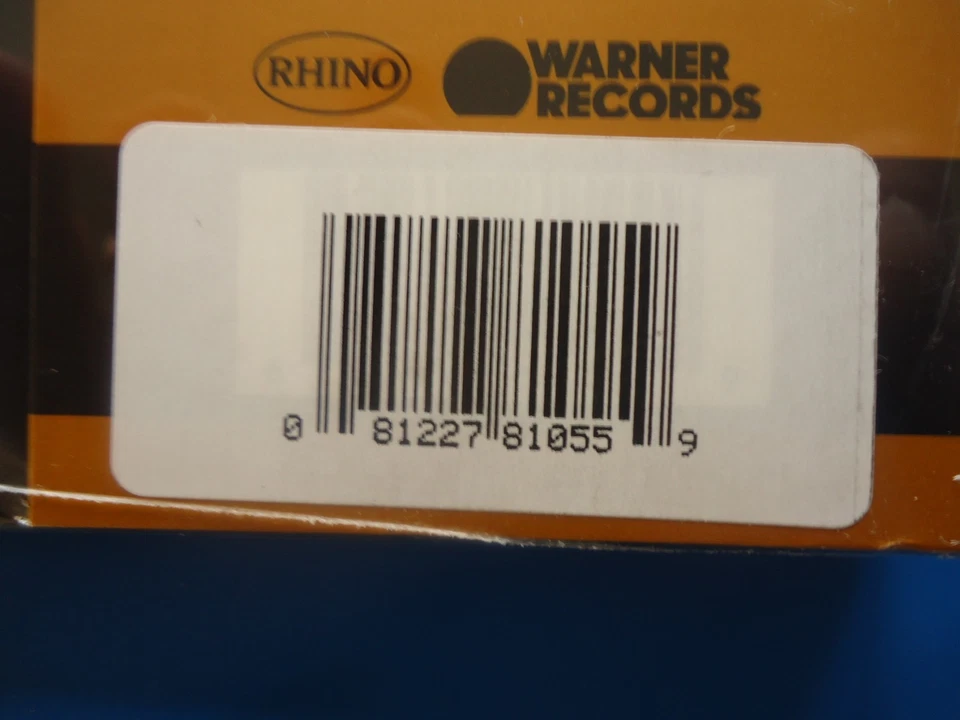 RHINO
WARNER
RECORDS
0 81227 81055 9